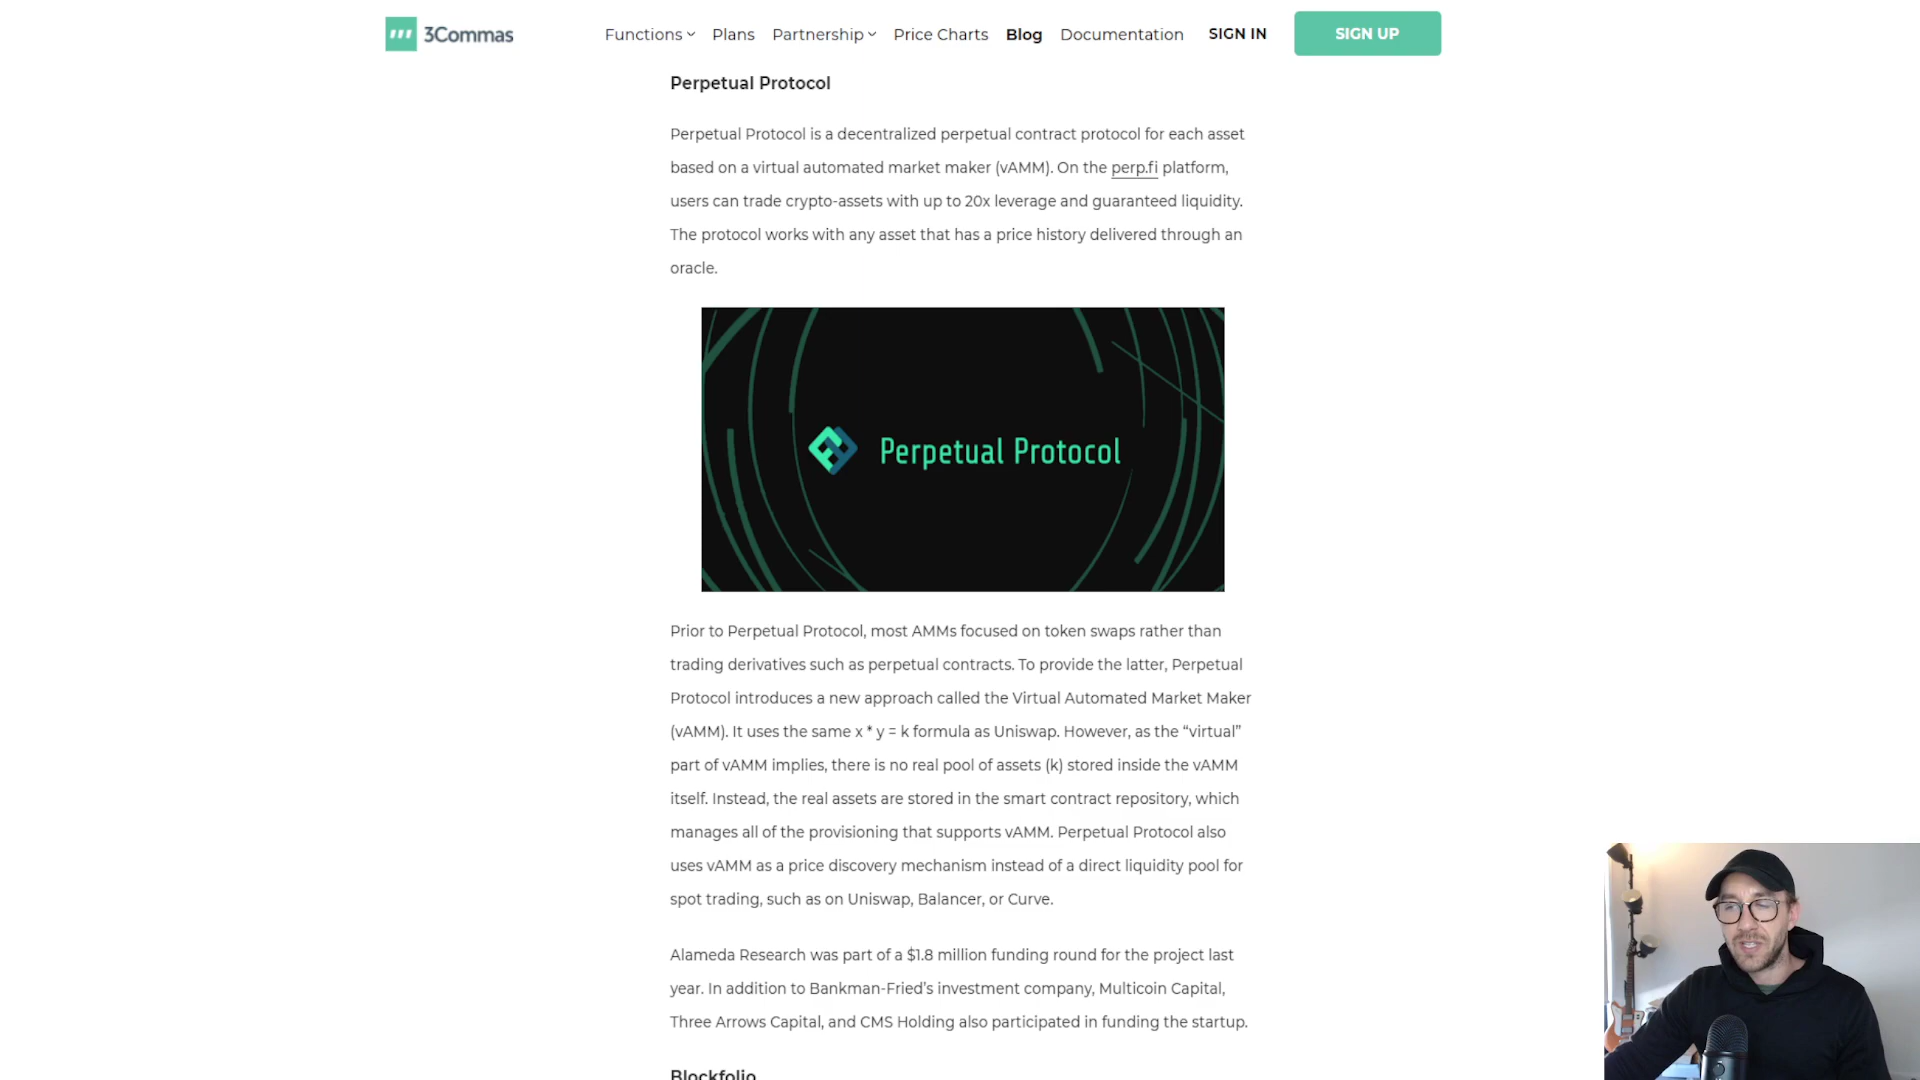 3Commas
Functions Plans Partnership Price Charts Blog Documentation SIGN IN SIGN UP
Perpetual Protocol
Perpetual Protocol is a decentralized perpetual contract protocol for each asset
based on a virtual automated market maker (vAMM). On the perp.fi platform,
users can trade crypto-assets with up to 20x leverage and guaranteed liquidity.
The protocol works with any asset that has a price history delivered through an
oracle.
Perpetual Protocol
Prior to Perpetual Protocol, most AMMs focused on token swaps rather than
trading derivatives such as perpetual contracts. To provide the latter, Perpetual
Protocol introduces a new approach called the Virtual Automated Market Maker
(vAMM). It uses the same x * y = k formula as Uniswap. However, as the “virtual”
part of vAMM implies, there is no real pool of assets (k) stored inside the vAMM
itself. Instead, the real assets are stored in the smart contract repository, which
manages all of the provisioning that supports vAMM. Perpetual Protocol also
uses vAMM as a price discovery mechanism instead of a direct liquidity pool for
spot trading, such as on Uniswap, Balancer, or Curve.
Alameda Research was part of a $1.8 million funding round for the project last
year. In addition to Bankman-Fried’s investment company, Multicoin Capital,
Three Arrows Capital, and CMS Holding also participated in funding the startup.
Blockfolio